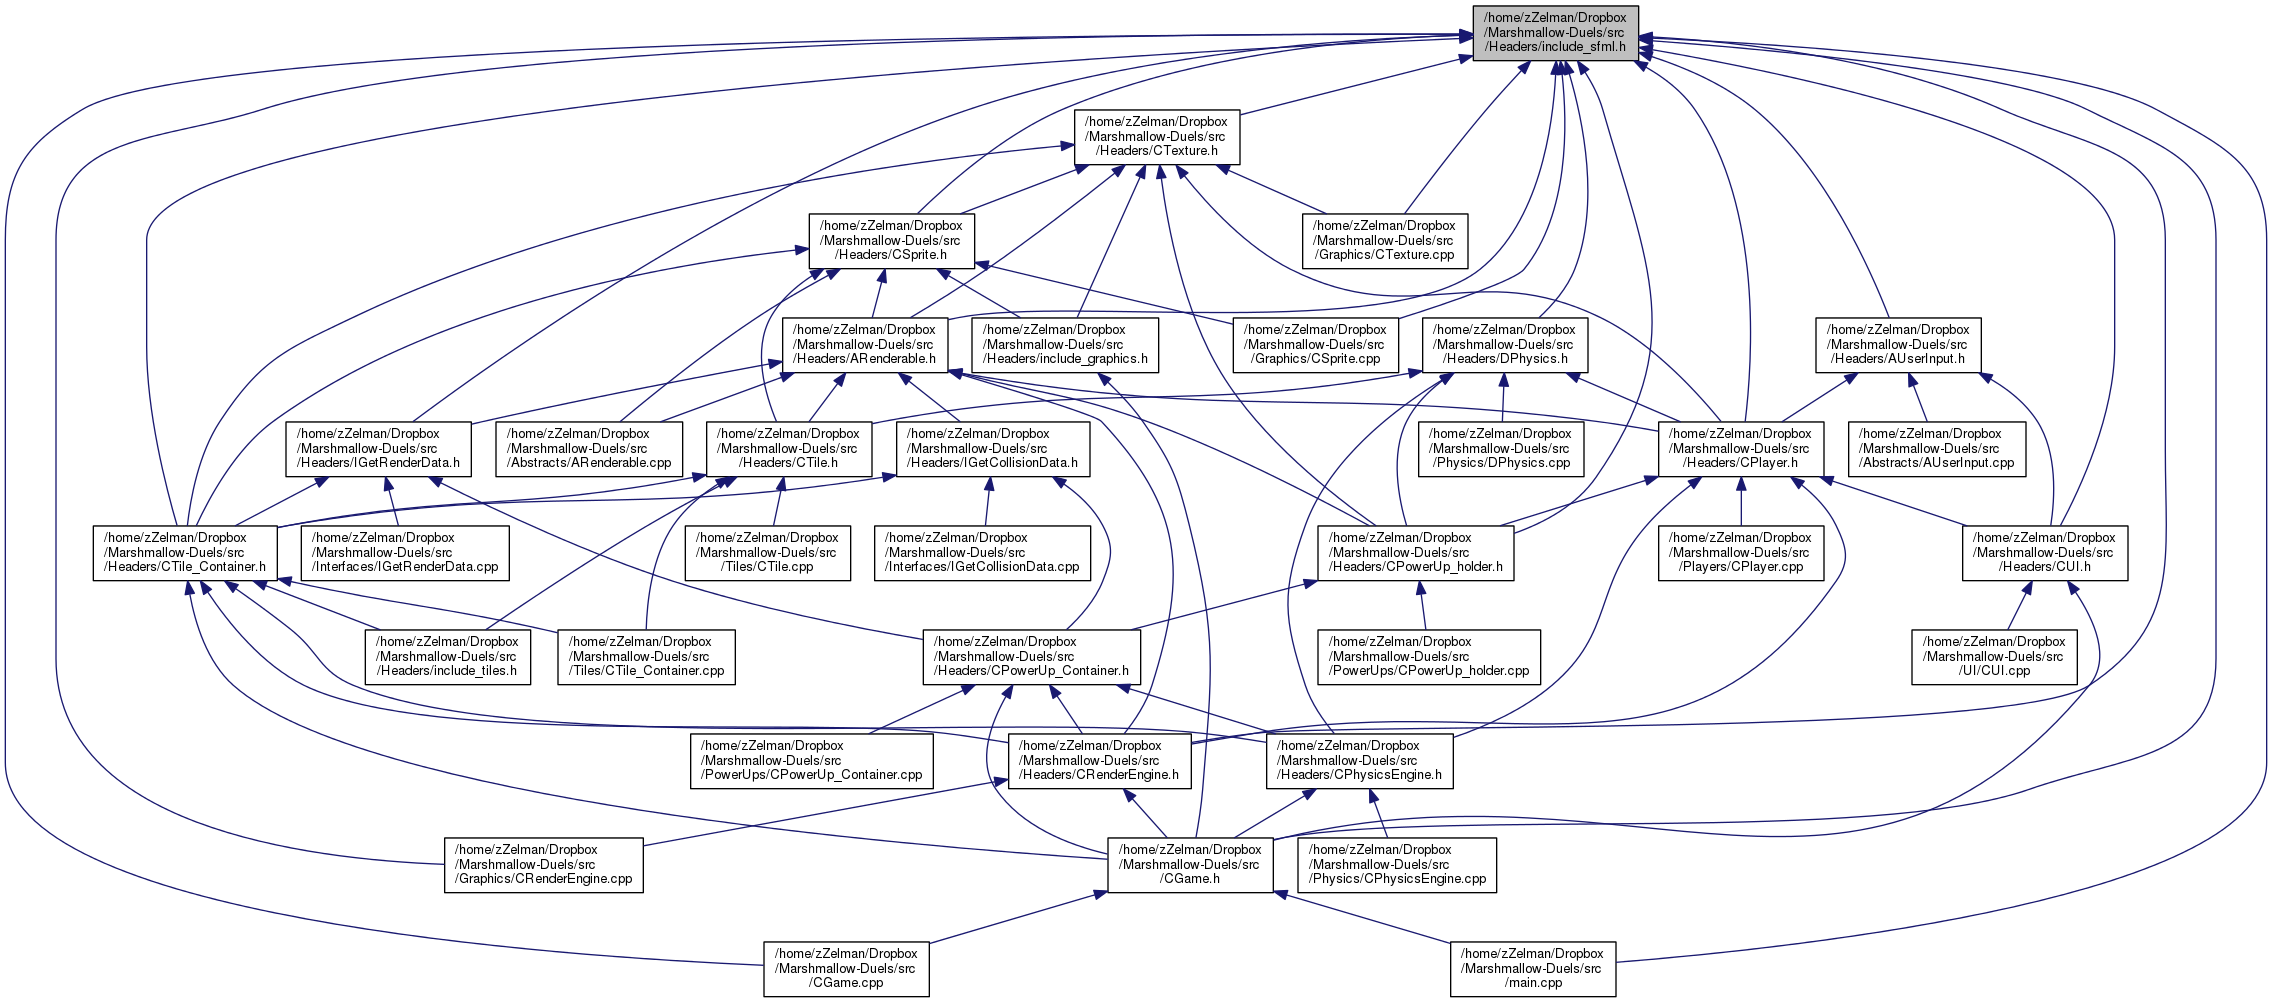 /home/zZelman/Dropbox
/Marshmallow-Duels/src
/Headers/include_sfml.h
/home/zZelman/Dropbox
/Marshmallow-Duels/src
/Headers/CTexture.h
/home/zZelman/Dropbox
/Marshmallow-Duels/src
/Headers/CSprite.h
/home/zZelman/Dropbox
/Marshmallow-Duels/src
/Graphics/CTexture.cpp
/home/zZelman/Dropbox
/Marshmallow-Duels/src
/Headers/ARenderable.h
/home/zZelman/Dropbox
/Marshmallow-Duels/src
/Headers/include_graphics.h
/home/zZelman/Dropbox
/Marshmallow-Duels/src
/Graphics/CSprite.cpp
/home/zZelman/Dropbox
/Marshmallow-Duels/src
/Headers/DPhysics.h
/home/zZelman/Dropbox
/Marshmallow-Duels/src
/Headers/AUserInput.h
/home/zZelman/Dropbox
/Marshmallow-Duels/src
/Headers/IGetRenderData.h
/home/zZelman/Dropbox
/Marshmallow-Duels/src
/Abstracts/ARenderable.cpp
/home/zZelman/Dropbox
/Marshmallow-Duels/src
/Headers/CTile.h
/home/zZelman/Dropbox
/Marshmallow-Duels/src
/Headers/IGetCollisionData.h
/home/zZelman/Dropbox
/Marshmallow-Duels/src
/Physics/DPhysics.cpp
/home/zZelman/Dropbox
/Marshmallow-Duels/src
/Headers/CPlayer.h
/home/zZelman/Dropbox
/Marshmallow-Duels/src
/Abstracts/AUserInput.cpp
/home/zZelman/Dropbox
/Marshmallow-Duels/src
/Headers/CTile_Container.h
/home/zZelman/Dropbox
/Marshmallow-Duels/src
/Interfaces/IGetRenderData.cpp
/home/zZelman/Dropbox
/Marshmallow-Duels/src
/Tiles/CTile.cpp
/home/zZelman/Dropbox
/Marshmallow-Duels/src
/Interfaces/IGetCollisionData.cpp
/home/zZelman/Dropbox
/Marshmallow-Duels/src
/Headers/CPowerUp_holder.h
/home/zZelman/Dropbox
/Marshmallow-Duels/src
/Players/CPlayer.cpp
/home/zZelman/Dropbox
/Marshmallow-Duels/src
/Headers/CUI.h
/home/zZelman/Dropbox
/Marshmallow-Duels/src
/Headers/include_tiles.h
/home/zZelman/Dropbox
/Marshmallow-Duels/src
/Tiles/CTile_Container.cpp
/home/zZelman/Dropbox
/Marshmallow-Duels/src
/Headers/CPowerUp_Container.h
/home/zZelman/Dropbox
/Marshmallow-Duels/src
/PowerUps/CPowerUp_holder.cpp
/home/zZelman/Dropbox
/Marshmallow-Duels/src
/UI/CUI.cpp
/home/zZelman/Dropbox
/Marshmallow-Duels/src
/PowerUps/CPowerUp_Container.cpp
/home/zZelman/Dropbox
/Marshmallow-Duels/src
/Headers/CRenderEngine.h
/home/zZelman/Dropbox
/Marshmallow-Duels/src
/Headers/CPhysicsEngine.h
/home/zZelman/Dropbox
/Marshmallow-Duels/src
/Graphics/CRenderEngine.cpp
/home/zZelman/Dropbox
/Marshmallow-Duels/src
/CGame.h
/home/zZelman/Dropbox
/Marshmallow-Duels/src
/Physics/CPhysicsEngine.cpp
/home/zZelman/Dropbox
/Marshmallow-Duels/src
/CGame.cpp
/home/zZelman/Dropbox
/Marshmallow-Duels/src
/main.cpp